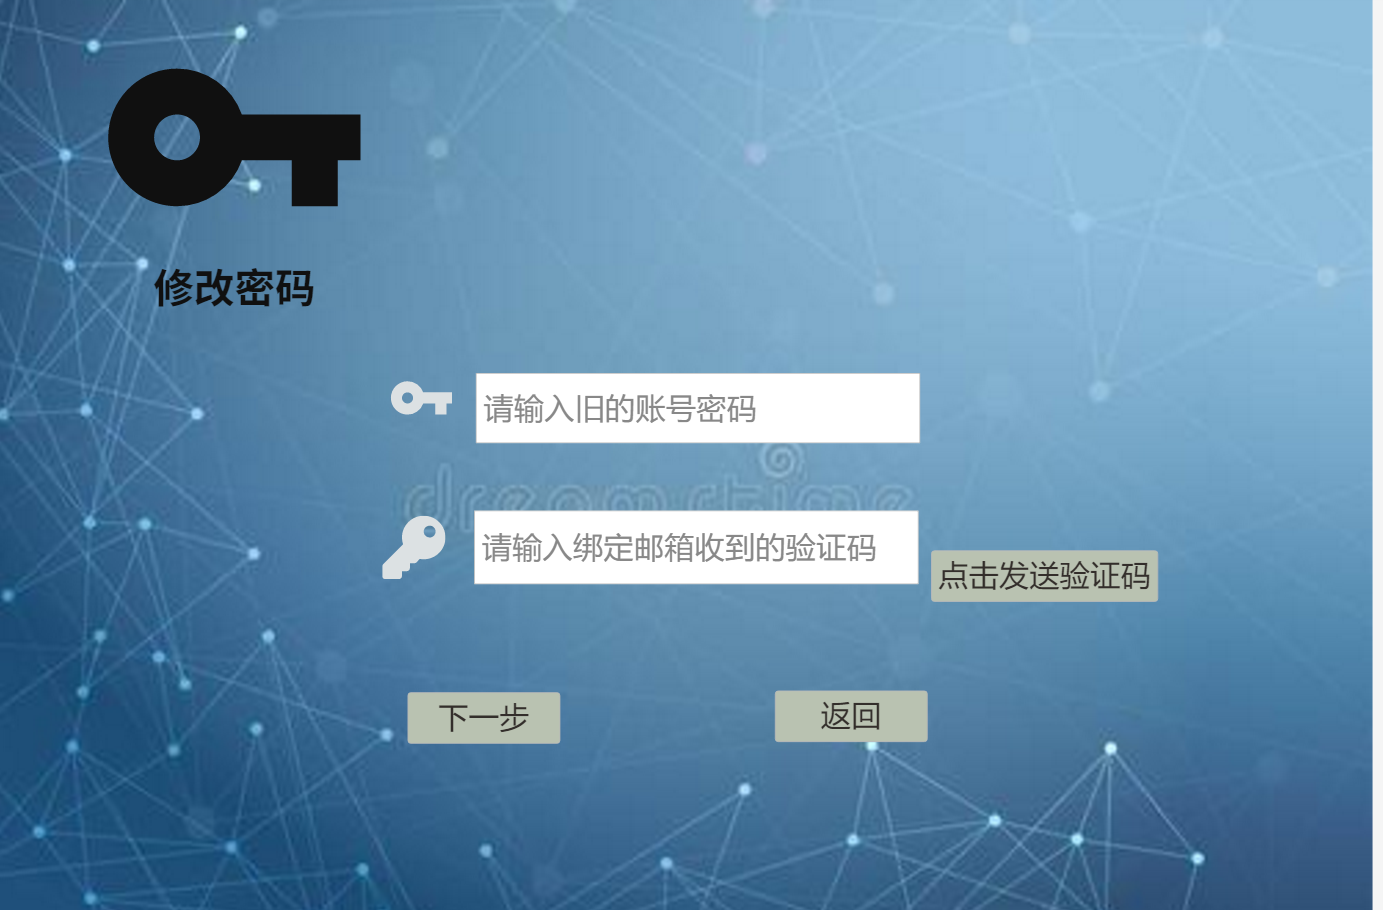 修改密码
请输入旧的账号密码
dreamstime
请输入绑定邮箱收到的验证码
点击发送验证码
下一步
返回